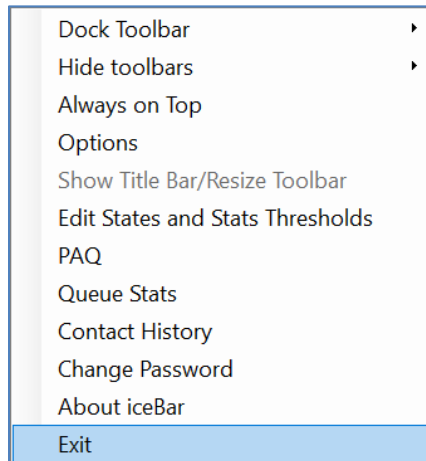 Dock Toolbar
Hide toolbars
Always on Top
Options
Show Title Bar/Resize Toolbar
Edit States and Stats Thresholds
PAQ
Queue Stats
Contact History
Change Password
About iceBar
Exit